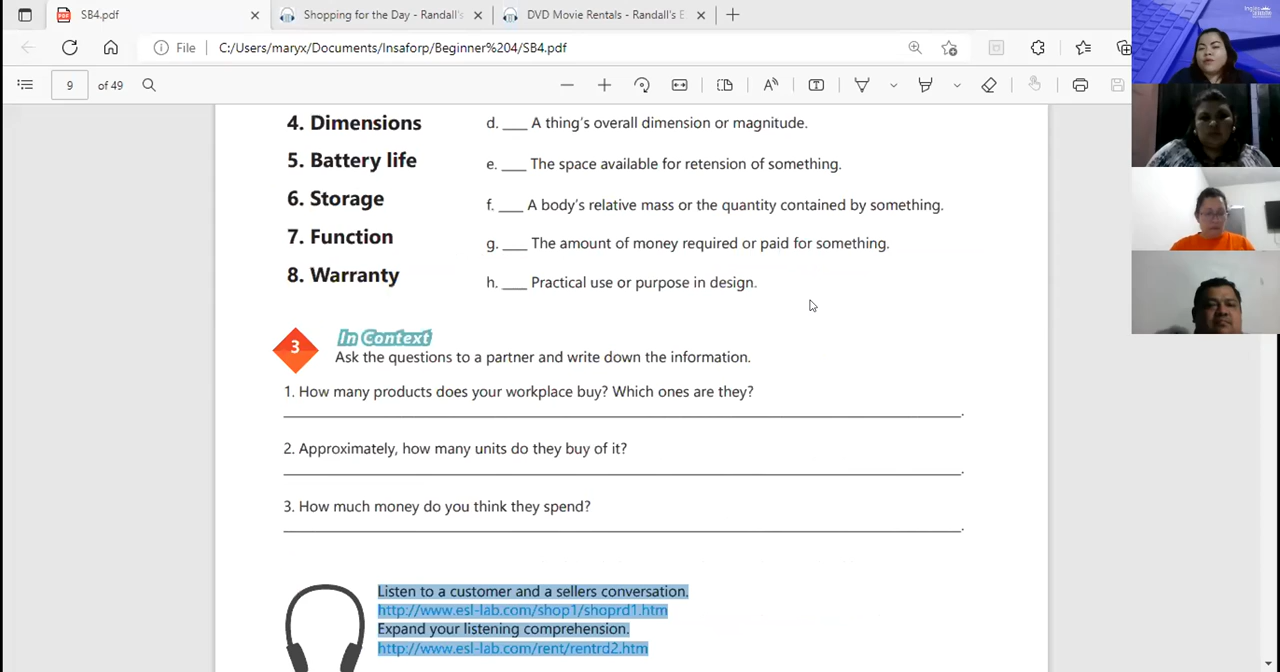 SB4.pdf
Shopping for the Day - Randall's
DVD Movie Rentals - Randall's E
File C:/Users/maryx/Documents/Insaforp/Beginner%204/SB4.pdf
9 of 49
4. Dimensions d. ___ A thing's overall dimension or magnitude.
5. Battery life e. ___ The space available for retension of something.
6. Storage f. ___ A body's relative mass or the quantity contained by something.
7. Function g. ___ The amount of money required or paid for something.
8. Warranty h. ___ Practical use or purpose in design.
3 In Context
Ask the questions to a partner and write down the information.
1. How many products does your workplace buy? Which ones are they?
2. Approximately, how many units do they buy of it?
3. How much money do you think they spend?
Listen to a customer and a sellers conversation.
http://www.esl-lab.com/shop1/shoprd1.htm
Expand your listening comprehension.
http://www.esl-lab.com/rent/rentrd2.htm